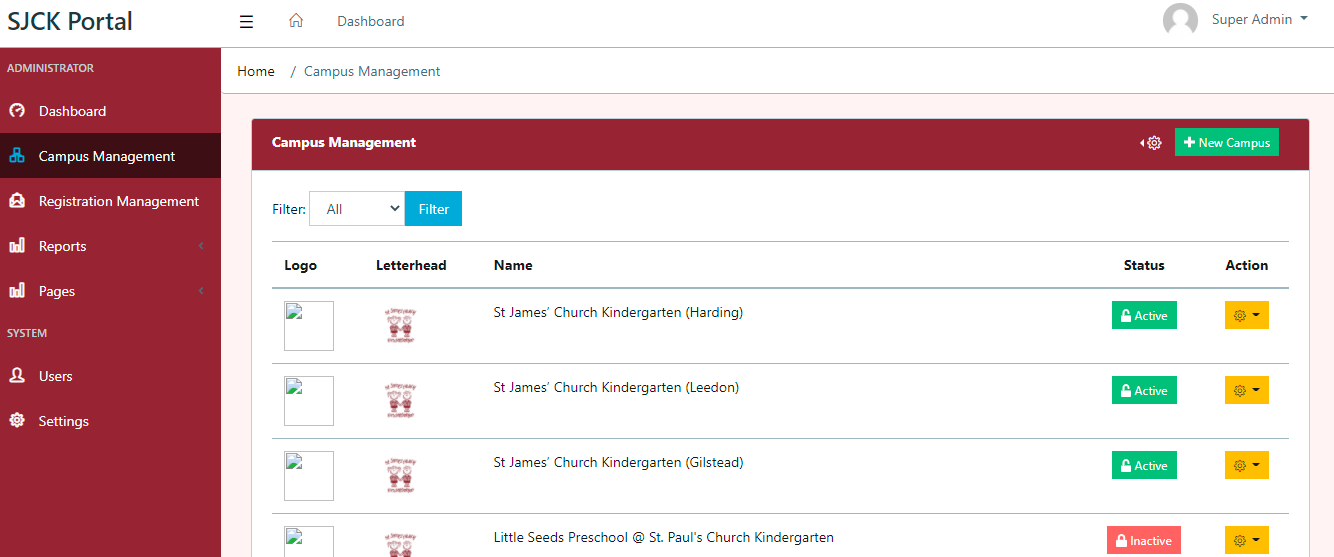 SJCK Portal
Dashboard
Super Admin
ADMINISTRATOR
Home / Campus Management
Dashboard
Campus Management
Registration Management
Reports
Pages
SYSTEM
Users
Settings
Campus Management
New Campus
Filter: All Filter
Logo Letterhead Name Status Action
St James’ Church Kindergarten (Harding) Active
St James’ Church Kindergarten (Leedon) Active
St James’ Church Kindergarten (Gilstead) Active
Little Seeds Preschool @ St. Paul's Church Kindergarten Inactive